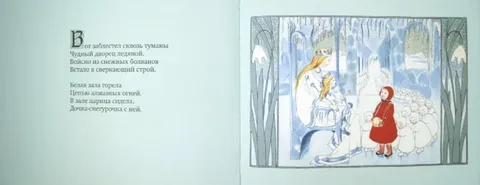 Вот заблестел сквозь туманы
Чудный дворец ледяной.
Войско из снежных болванов
Встало в сверкающий строй.
Белая зала горела
Цепью алмазных огней.
В зале царица сидела,
Дочка-снегурочка с ней.